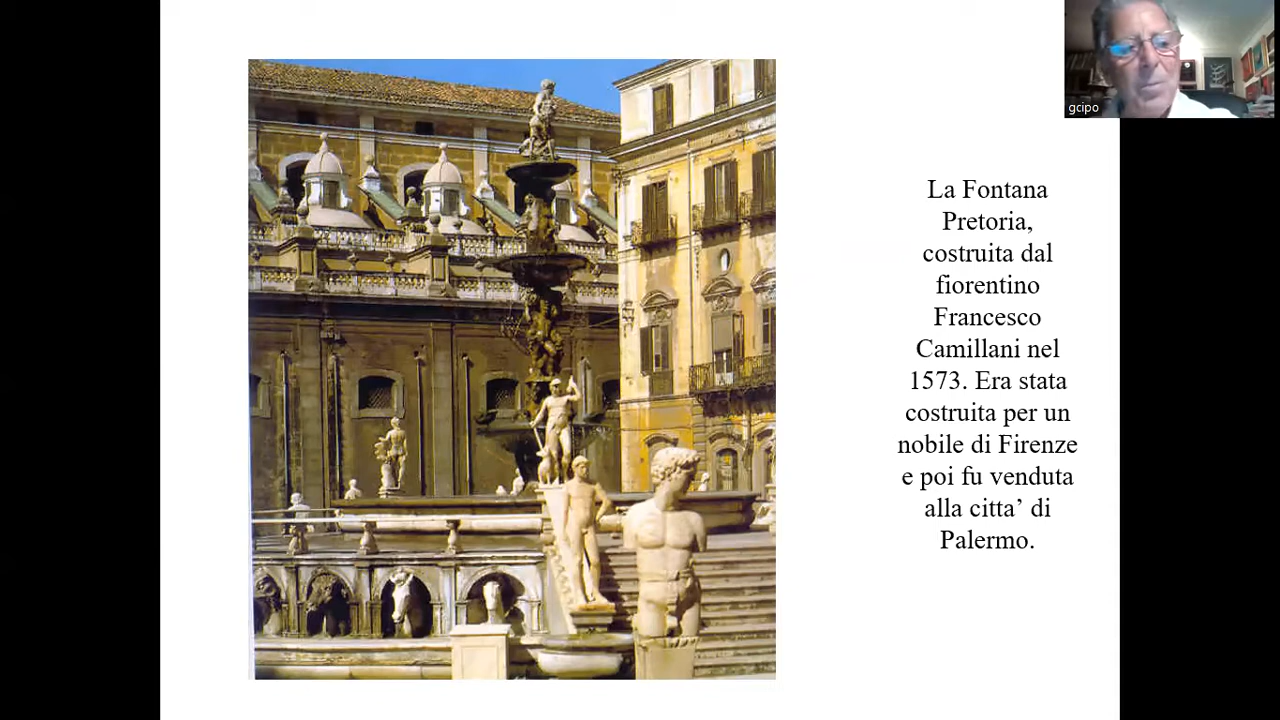 gcipo
La Fontana
Pretoria,
costruita dal
fiorentino
Francesco
Camillani nel
1573. Era stata
costruita per un
nobile di Firenze
e poi fu venduta
alla citta’ di
Palermo.